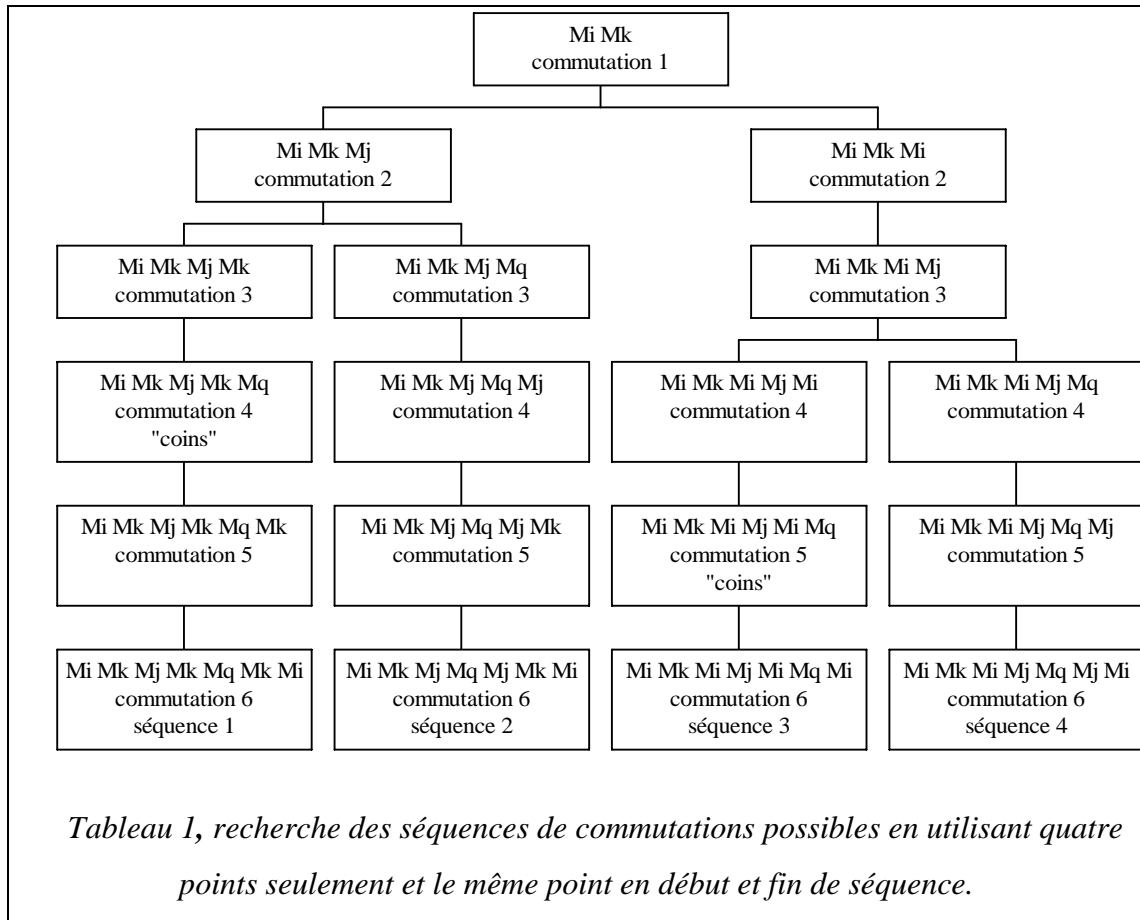 Mi Mk
commutation 1
Mi Mk Mj
commutation 2
Mi Mk Mi
commutation 2
Mi Mk Mj Mk
commutation 3
Mi Mk Mj Mq
commutation 3
Mi Mk Mi Mj
commutation 3
Mi Mk Mj Mk Mq
commutation 4
"coins"
Mi Mk Mj Mq Mj
commutation 4
Mi Mk Mi Mj Mi
commutation 4
Mi Mk Mi Mj Mq
commutation 4
Mi Mk Mj Mk Mq Mk
commutation 5
Mi Mk Mj Mq Mj Mk
commutation 5
Mi Mk Mi Mj Mi Mq
commutation 5
"coins"
Mi Mk Mi Mj Mq Mj
commutation 5
Mi Mk Mj Mk Mq Mk Mi
commutation 6
séquence 1
Mi Mk Mj Mq Mj Mk Mi
commutation 6
séquence 2
Mi Mk Mi Mj Mi Mq Mi
commutation 6
séquence 3
Mi Mk Mi Mj Mq Mj Mi
commutation 6
séquence 4
Tableau 1, recherche des séquences de commutations possibles en utilisant quatre
points seulement et le même point en début et fin de séquence.